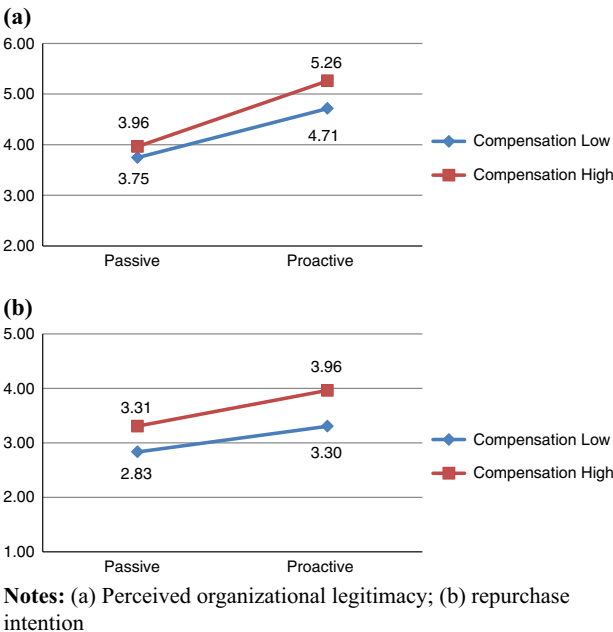 (a)
6.00
5.00
4.00
3.00
2.00
3.96
3.75
5.26
4.71
Passive
Proactive
Compensation Low
Compensation High
(b)
5.00
4.00
3.00
2.00
1.00
3.31
2.83
3.96
3.30
Passive
Proactive
Compensation Low
Compensation High
Notes: (a) Perceived organizational legitimacy; (b) repurchase
intention